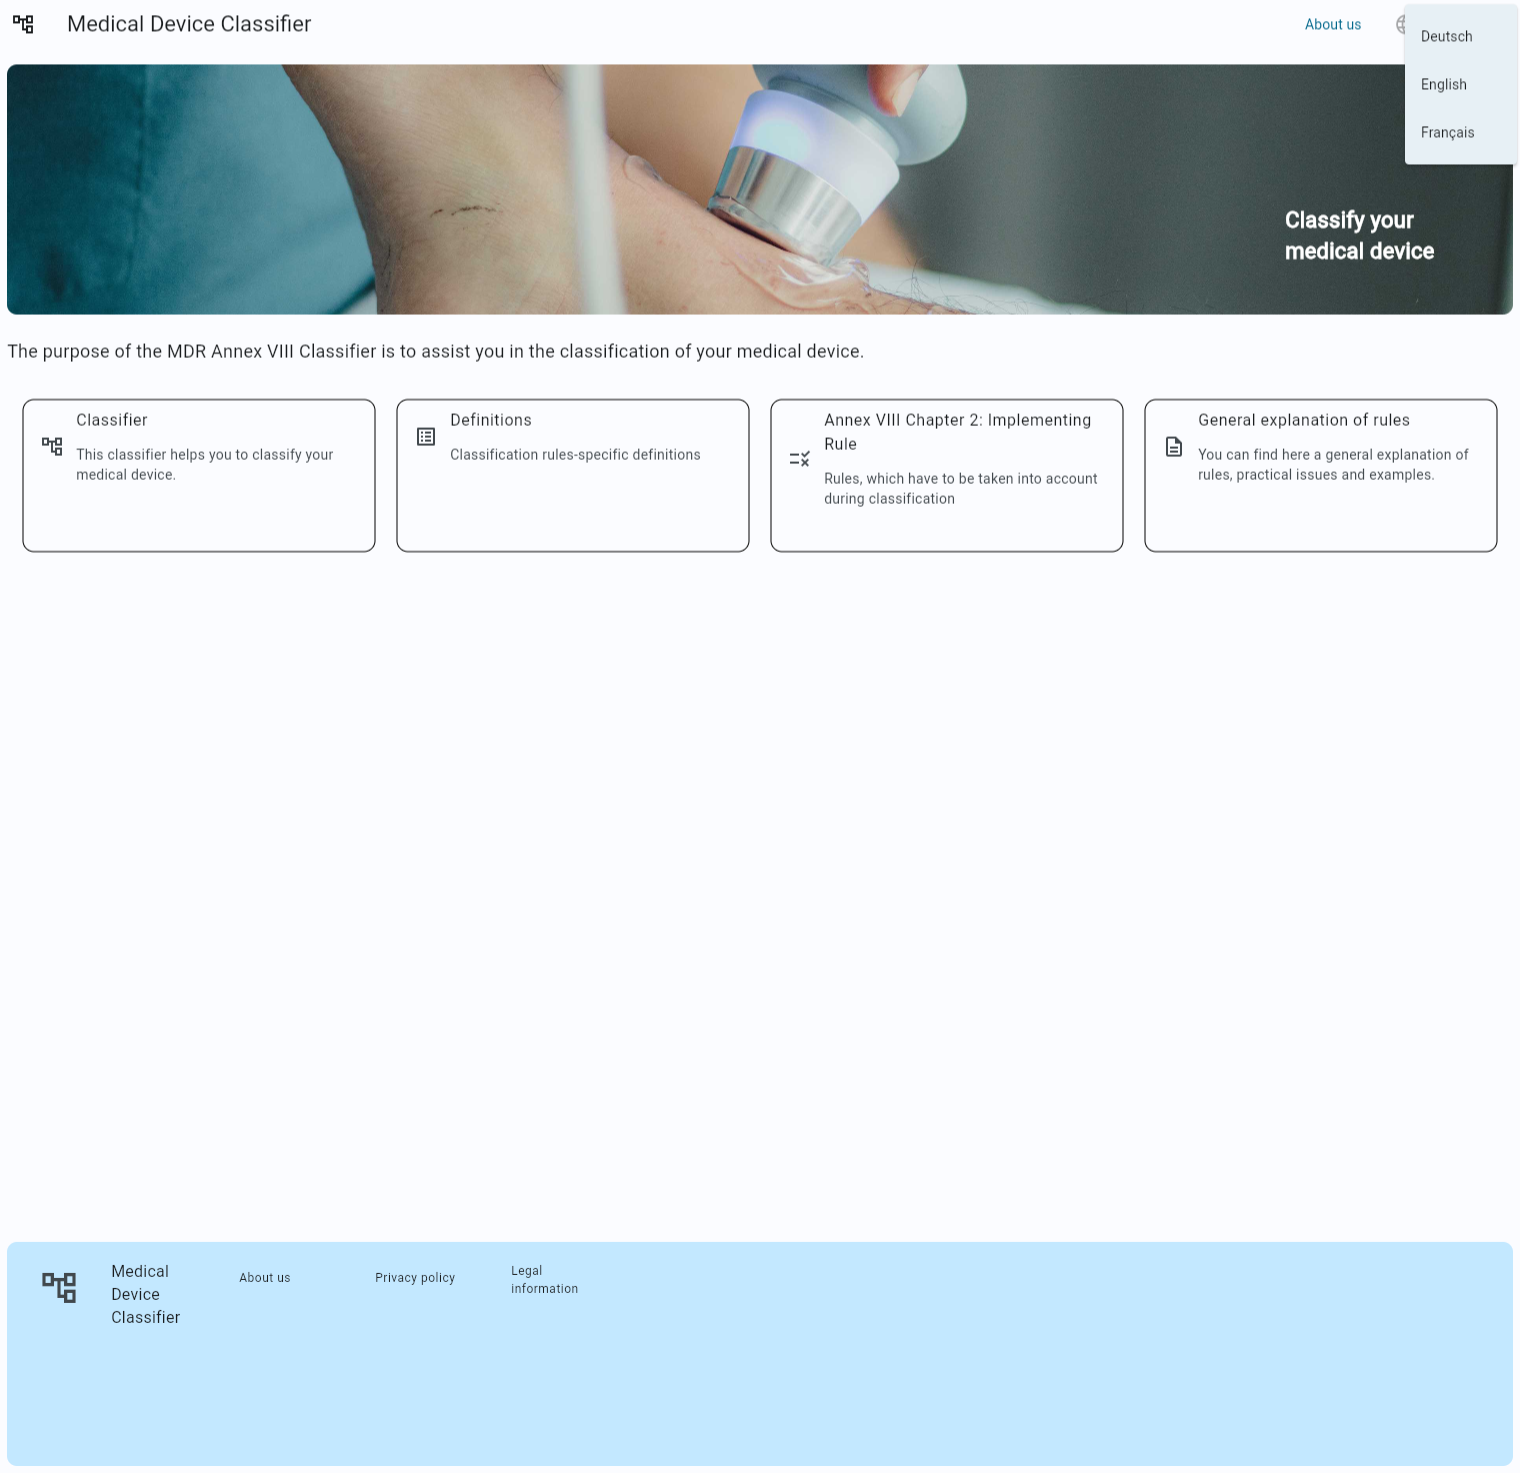 Medical Device Classifier
About us
Deutsch
English
Français
Classify your
medical device
The purpose of the MDR Annex VIII Classifier is to assist you in the classification of your medical device.
Classifier
This classifier helps you to classify your
medical device.
Definitions
Classification rules-specific definitions
Annex VIII Chapter 2: Implementing
Rule
Rules, which have to be taken into account
during classification
General explanation of rules
You can find here a general explanation of
rules, practical issues and examples.
Medical
Device
Classifier
About us
Privacy policy
Legal
information